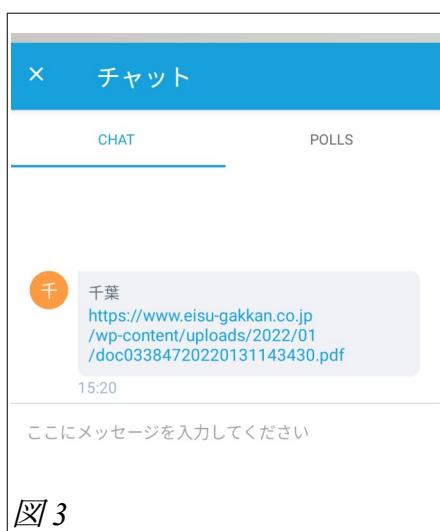 × チャット
CHAT POLLS
千 千葉
https://www.eisu-gakkan.co.jp
/wp-content/uploads/2022/01
/doc03384720220131143430.pdf
15:20
ここにメッセージを入力してください
図 3